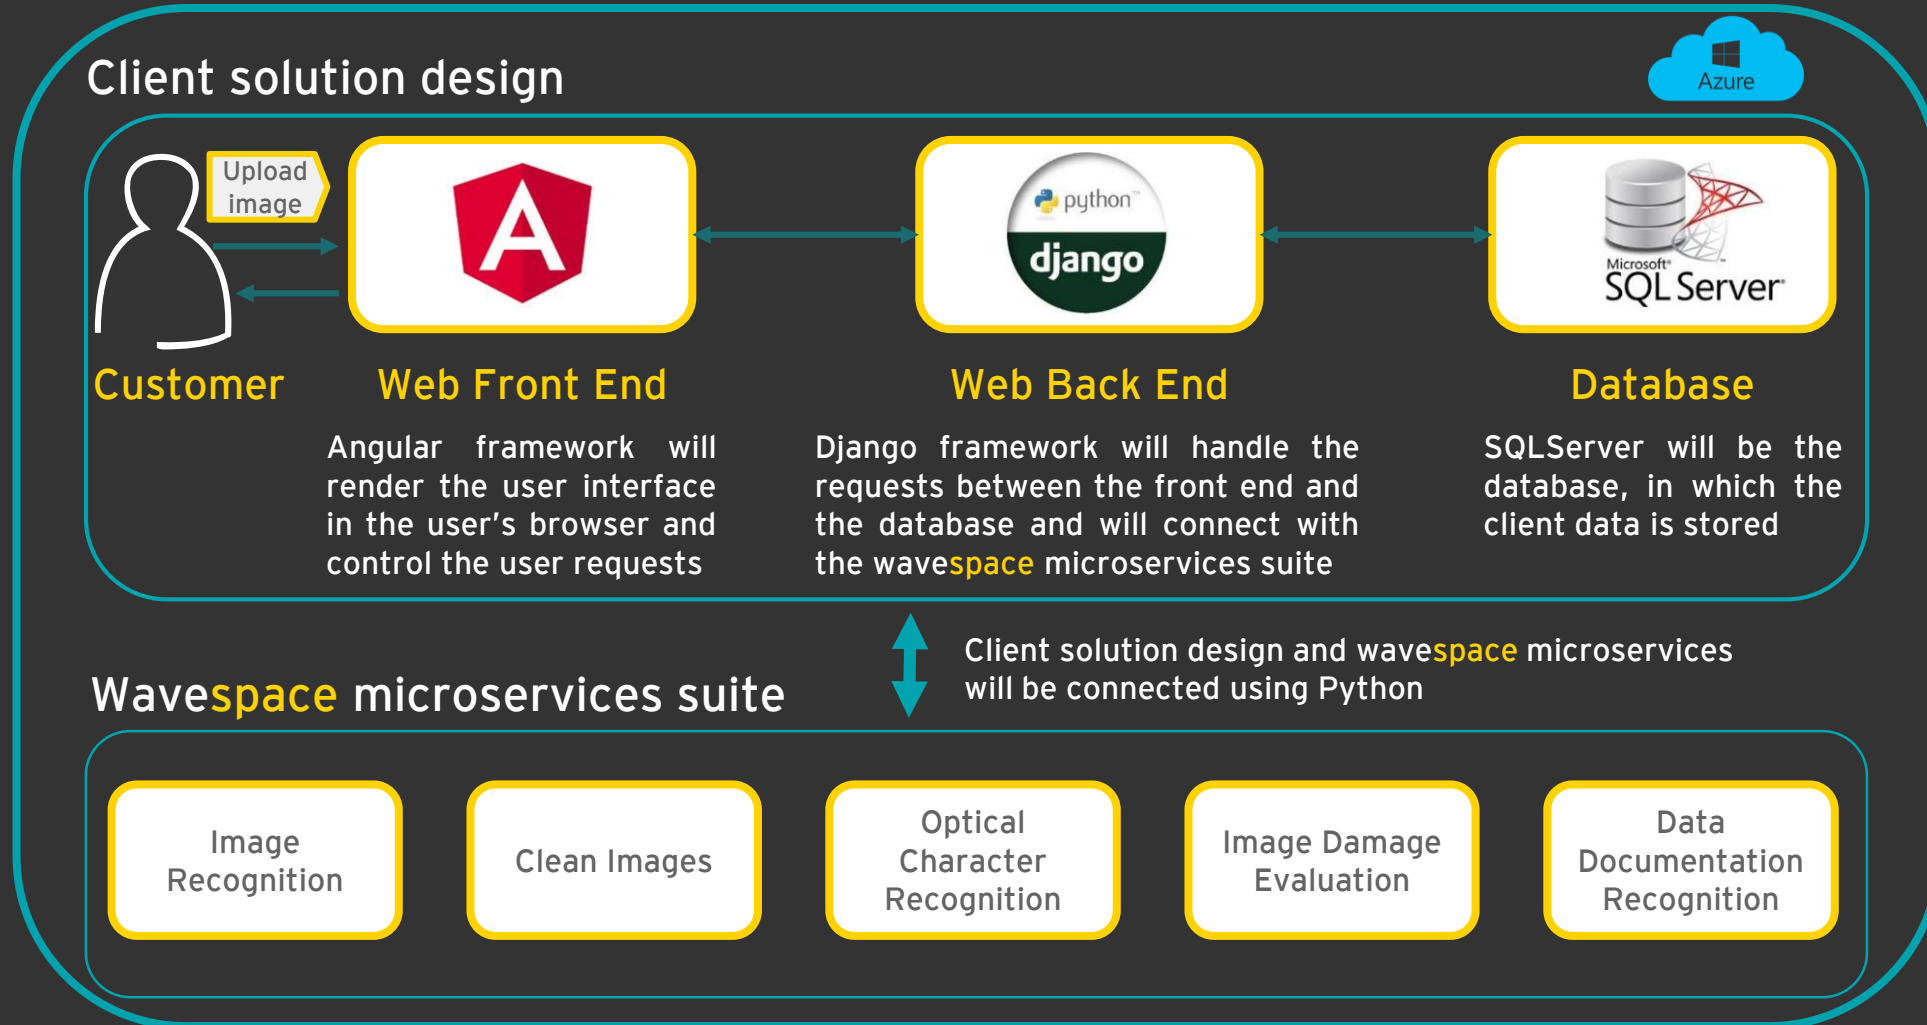 Client solution design
Azure
Upload
image
python™
django
Microsoft®
SQL Server
Customer
Web Front End
Web Back End
Database
Angular framework will
render the user interface
in the user's browser and
control the user requests
Django framework will handle the
requests between the front end and
the database and will connect with
the wavespace microservices suite
SQLServer will be the
database, in which the
client data is stored
Client solution design and wavespace microservices
will be connected using Python
Wavespace microservices suite
Image
Recognition
Clean Images
Optical
Character
Recognition
Image Damage
Evaluation
Data
Documentation
Recognition